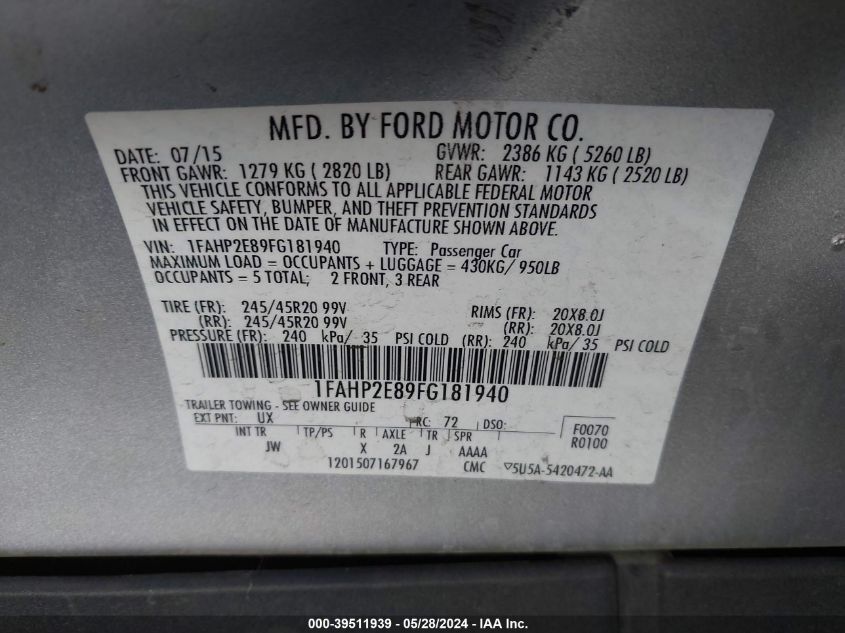 MFD. BY FORD MOTOR CO.
DATE: 07/15 GVWR: 2386 KG ( 5260 LB)
FRONT GAWR: 1279 KG ( 2820 LB) REAR GAWR: 1143 KG ( 2520 LB)
THIS VEHICLE CONFORMS TO ALL APPLICABLE FEDERAL MOTOR
VEHICLE SAFETY, BUMPER, AND THEFT PREVENTION STANDARDS
IN EFFECT ON THE DATE OF MANUFACTURE SHOWN ABOVE.
VIN: 1FAHP2E89FG181940 TYPE: Passenger Car
MAXIMUM LOAD = OCCUPANTS + LUGGAGE = 430KG/ 950LB
OCCUPANTS = 5 TOTAL; 2 FRONT, 3 REAR
TIRE (FR): 245/45R20 99V RIMS (FR): 20X8.0J
(RR): 245/45R20 99V (RR): 20X8.0J
PRESSURE (FR): 240 kPa/ 35 PSI COLD (RR): 240 kPa/ 35 PSI COLD
1FAHP2E89FG181940
TRAILER TOWING - SEE OWNER GUIDE
EXT PNT: UX RC: 72 DSO: F0070
INT TR TP/PS R AXLE TR SPR R0100
JW X 2A J AAAA
1201507167967 CMC ▽5U5A-5420472-AA
000-39511939 - 05/28/2024 - IAA Inc.